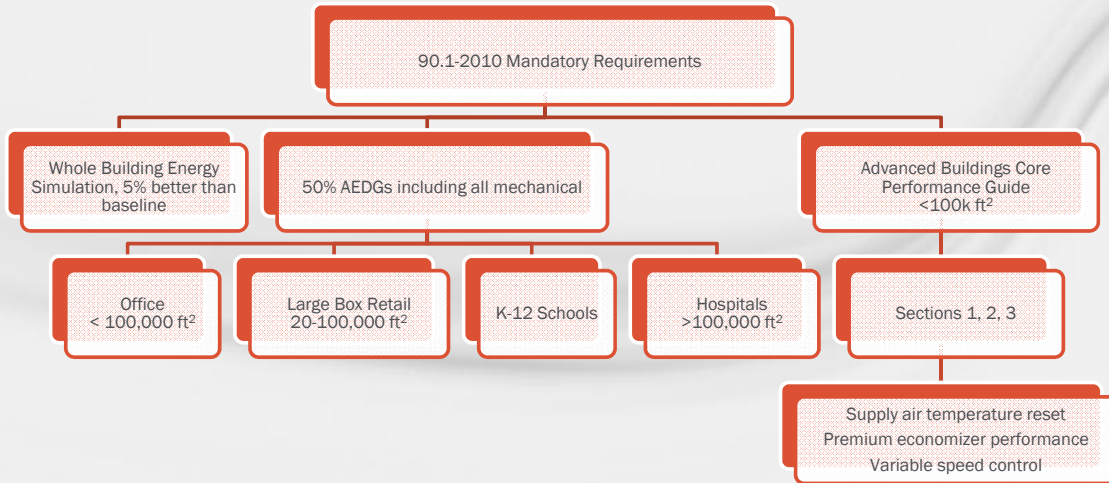 90.1-2010 Mandatory Requirements
Whole Building Energy
Simulation, 5% better than
baseline
50% AEDGs including all mechanical
Advanced Buildings Core
Performance Guide
<100k ft²
Office
< 100,000 ft²
Large Box Retail
20-100,000 ft²
K-12 Schools
Hospitals
>100,000 ft²
Sections 1, 2, 3
Supply air temperature reset
Premium economizer performance
Variable speed control